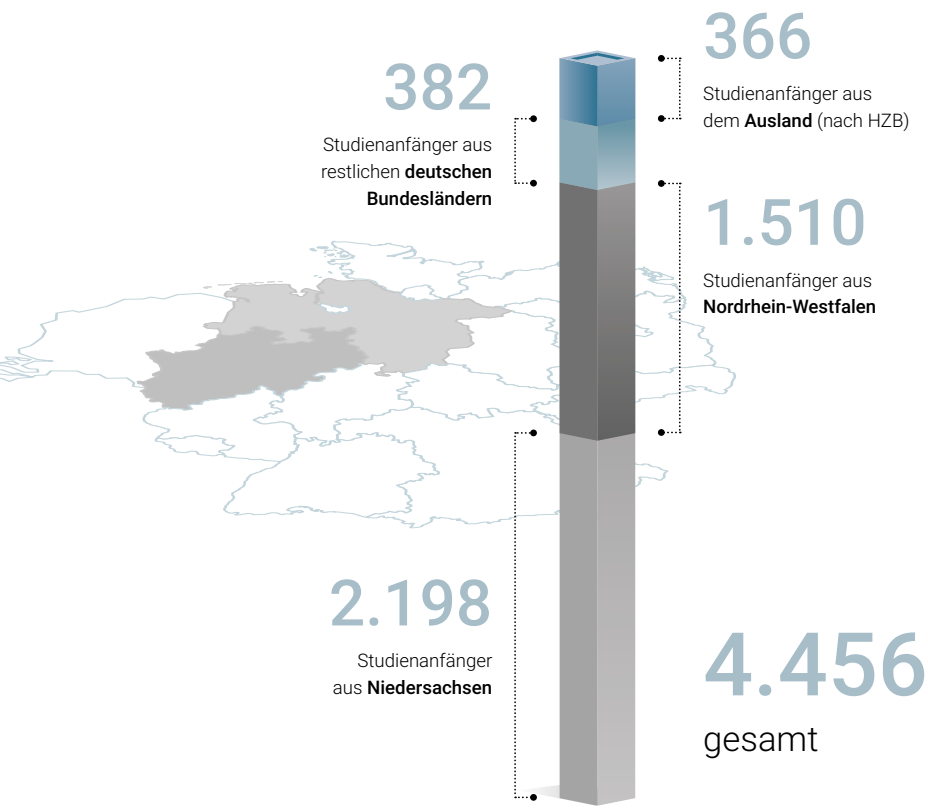 366
Studienanfänger aus
dem Ausland (nach HZB)
382
Studienanfänger aus
restlichen deutschen
Bundesländern
1.510
Studienanfänger aus
Nordrhein-Westfalen
2.198
Studienanfänger
aus Niedersachsen
4.456
gesamt